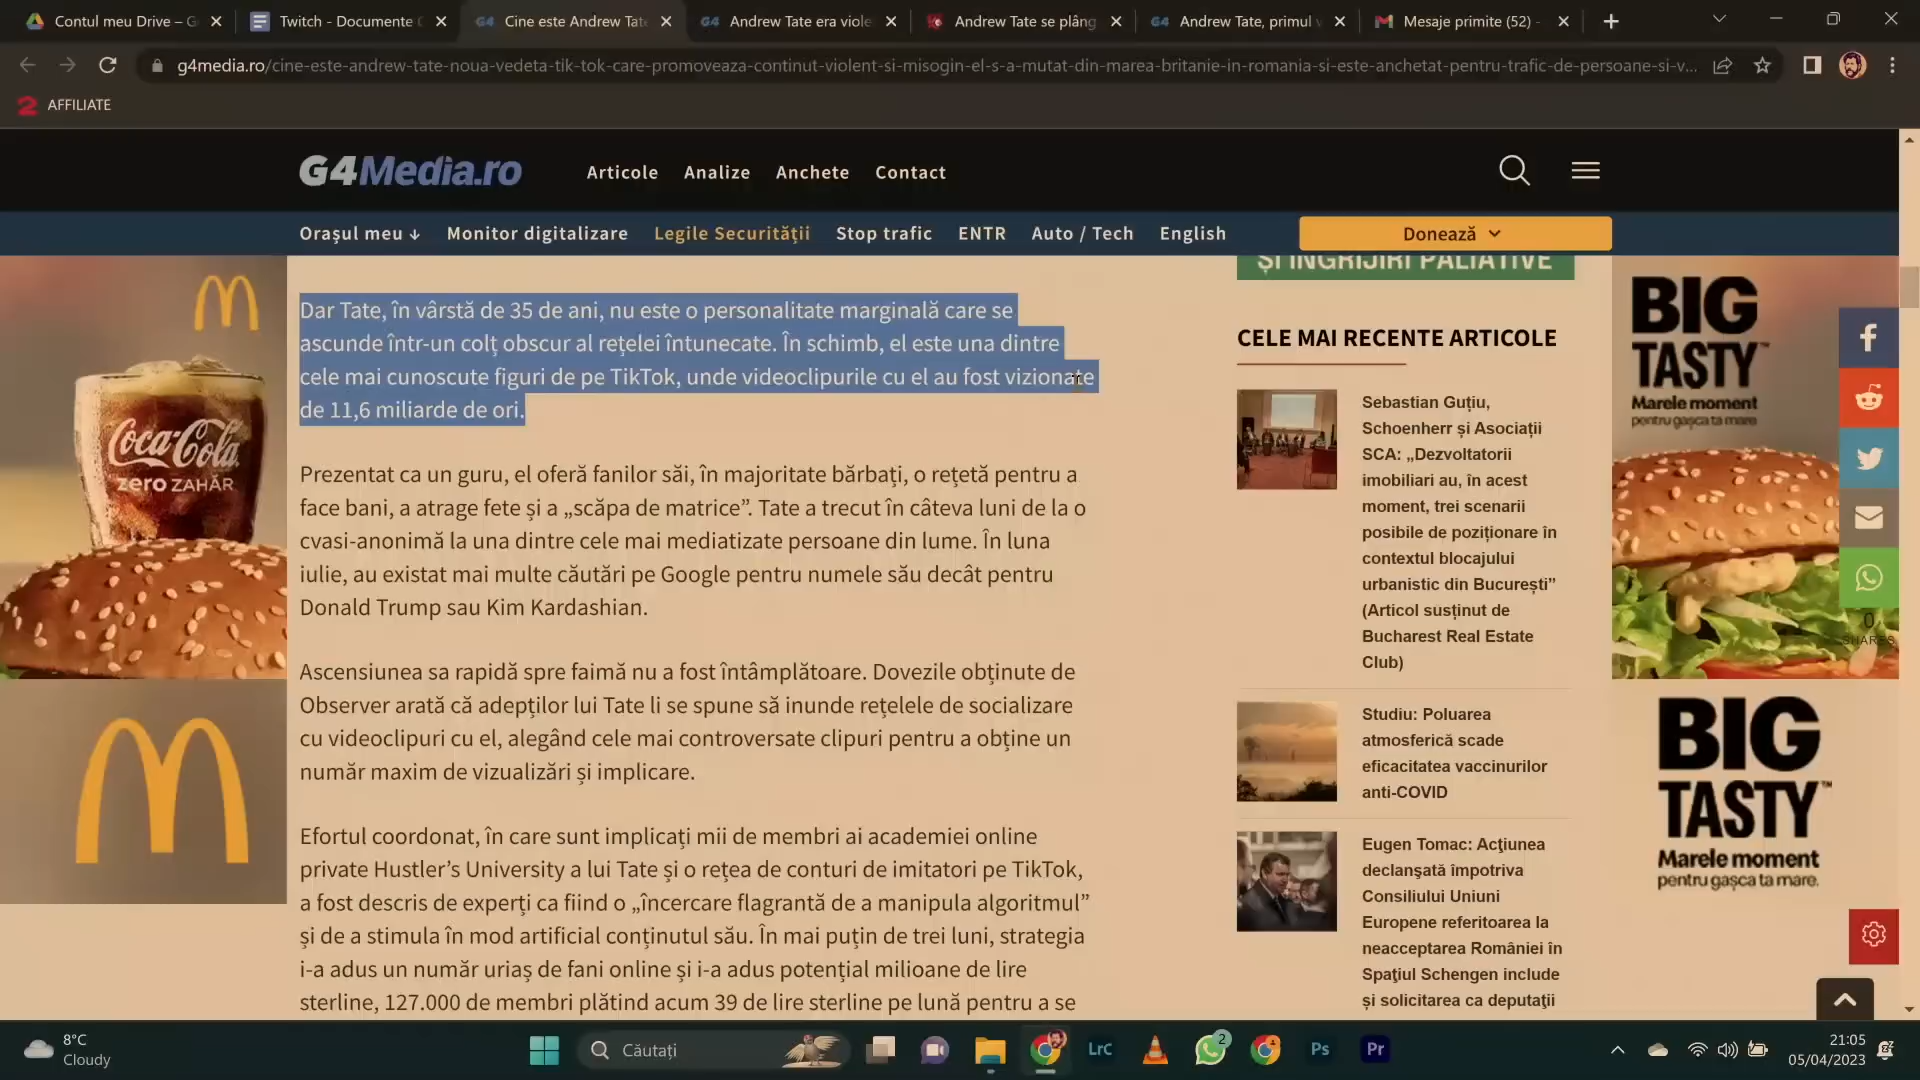 Contul meu Drive – G
Twitch - Documente
Cine este Andrew Tate
Andrew Tate era viole
Andrew Tate se plâng
Andrew Tate, primul
Mesaje primite (52) -
g4media.ro/cine-este-andrew-tate-noua-vedeta-tik-tok-care-promoveaza-continut-violent-si-misogin-el-s-a-mutat-din-marea-britanie-in-romania-si-este-anchetat-pentru-trafic-de-persoane-si-v...
AFFILIATE
G4Media.ro
Articole Analize Anchete Contact
Orașul meu ↓ Monitor digitalizare Legile Securității Stop trafic ENTR Auto / Tech English
Donează
Dar Tate, în vârstă de 35 de ani, nu este o personalitate marginală care se
ascunde într-un colț obscur al rețelei întunecate. În schimb, el este una dintre
cele mai cunoscute figuri de pe TikTok, unde videoclipurile cu el au fost vizionate
de 11,6 miliarde de ori.
Prezentat ca un guru, el oferă fanilor săi, în majoritate bărbați, o rețetă pentru a
face bani, a atrage fete și a „scăpa de matrice”. Tate a trecut în câteva luni de la o
cvasi-anonimă la una dintre cele mai mediatizate persoane din lume. În luna
iulie, au existat mai multe căutări pe Google pentru numele său decât pentru
Donald Trump sau Kim Kardashian.
Ascensiunea sa rapidă spre faimă nu a fost întâmplătoare. Dovezile obținute de
Observer arată că adepților lui Tate li se spune să inunde rețelele de socializare
cu videoclipuri cu el, alegând cele mai controversate clipuri pentru a obține un
număr maxim de vizualizări și implicare.
Efortul coordonat, în care sunt implicați mii de membri ai academiei online
private Hustler’s University a lui Tate și o rețea de conturi de imitatori pe TikTok,
a fost descris de experți ca fiind o „încercare flagrantă de a manipula algoritmul”
și de a stimula în mod artificial conținutul său. În mai puțin de trei luni, strategia
i-a adus un număr uriaș de fani online și i-a adus potențial milioane de lire
sterline, 127.000 de membri plătind acum 39 de lire sterline pe lună pentru a se
ȘI ÎNGRIJIRI PALIATIVE
CELE MAI RECENTE ARTICOLE
Sebastian Guțiu,
Schoenherr și Asociații
SCA: „Dezvoltatorii
imobiliari au, în acest
moment, trei scenarii
posibile de poziționare în
contextul blocajului
urbanistic din București”
(Articol susținut de
Bucharest Real Estate
Club)
Studiu: Poluarea
atmosferică scade
eficacitatea vaccinurilor
anti-COVID
Eugen Tomac: Acţiunea
declanşată împotriva
Consiliului Uniuni
Europene referitoarea la
neacceptarea României în
Spaţiul Schengen include
şi solicitarea ca deputaţii
Coca-Cola
zero ZAHĂR
BIG
TASTY™
Marele moment
pentru gașca ta mare
0
SHARES
BIG
TASTY™
Marele moment
pentru gașca ta mare.
8°C
Cloudy
Căutați
LrC
2
Ps
Pr
21:05
05/04/2023